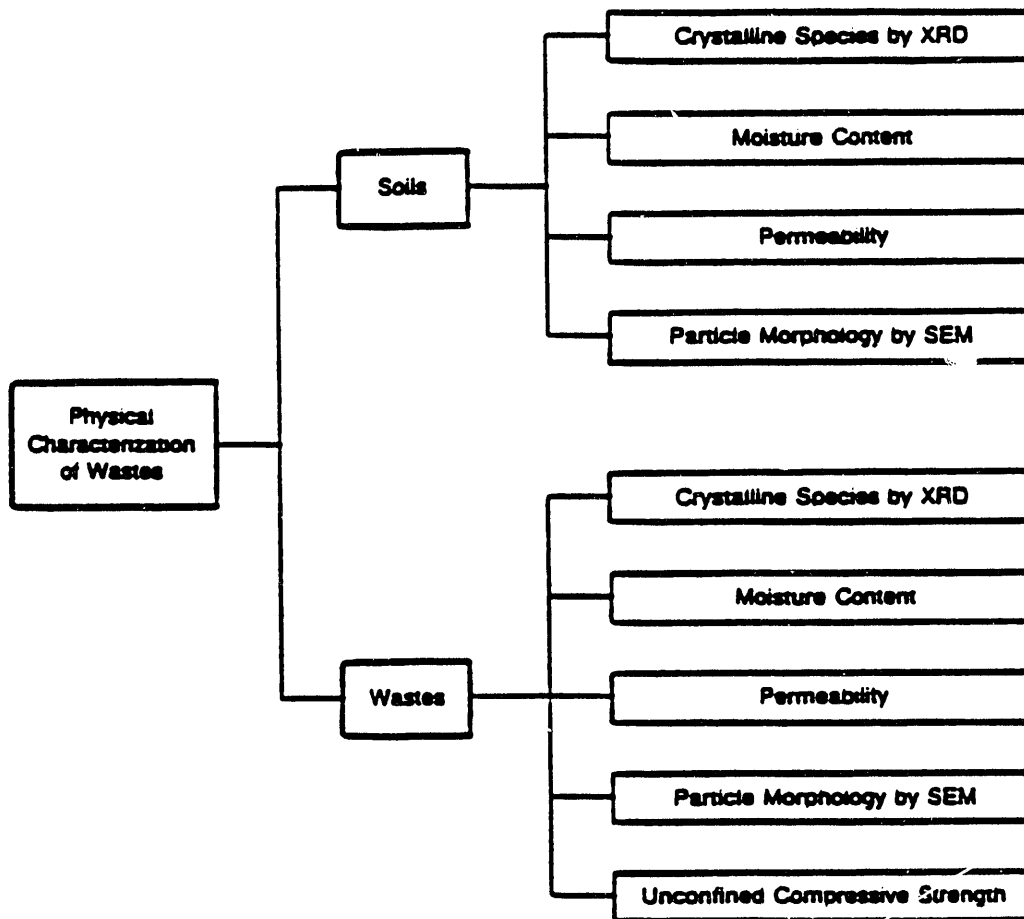 Physical
Characterization
of Wastes
Soils
Crystalline Species by XRD
Moisture Content
Permeability
Particle Morphology by SEM
Wastes
Crystalline Species by XRD
Moisture Content
Permeability
Particle Morphology by SEM
Unconfined Compressive Strength